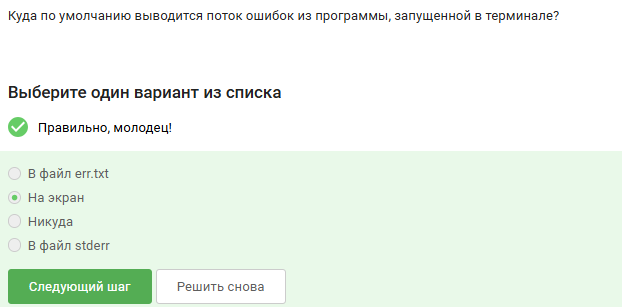 Куда по умолчанию выводится поток ошибок из программы, запущенной в терминале?
Выберите один вариант из списка
Правильно, молодец!
В файл err.txt
На экран
Никуда
В файл stderr
Следующий шаг
Решить снова